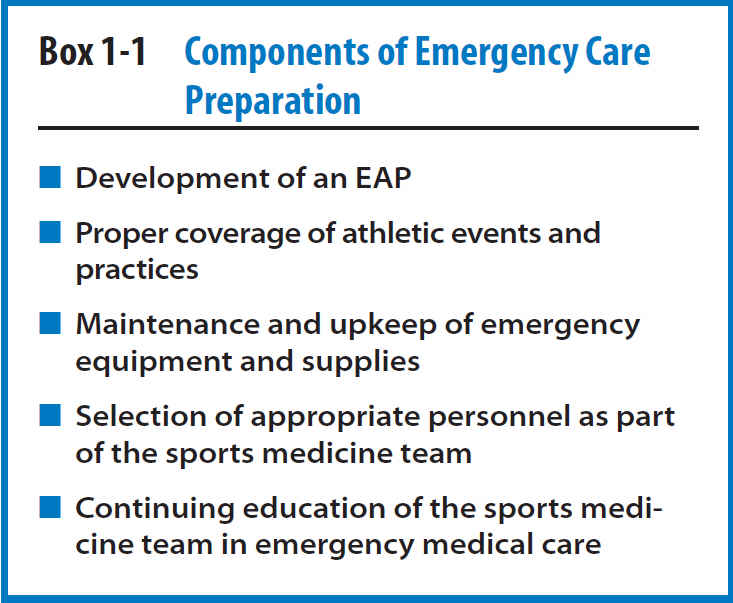 Box 1-1 Components of Emergency Care
Preparation
■ Development of an EAP
■ Proper coverage of athletic events and
practices
■ Maintenance and upkeep of emergency
equipment and supplies
■ Selection of appropriate personnel as part
of the sports medicine team
■ Continuing education of the sports medi-
cine team in emergency medical care